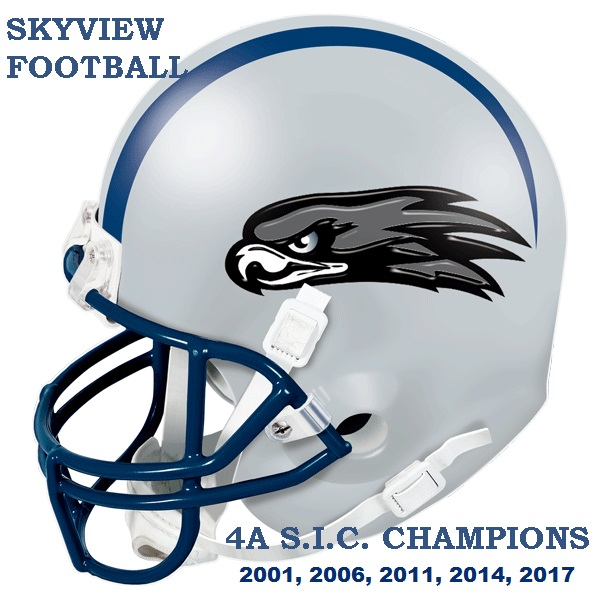 SKYVIEW
FOOTBALL
4A S.I.C. CHAMPIONS
2001, 2006, 2011, 2014, 2017